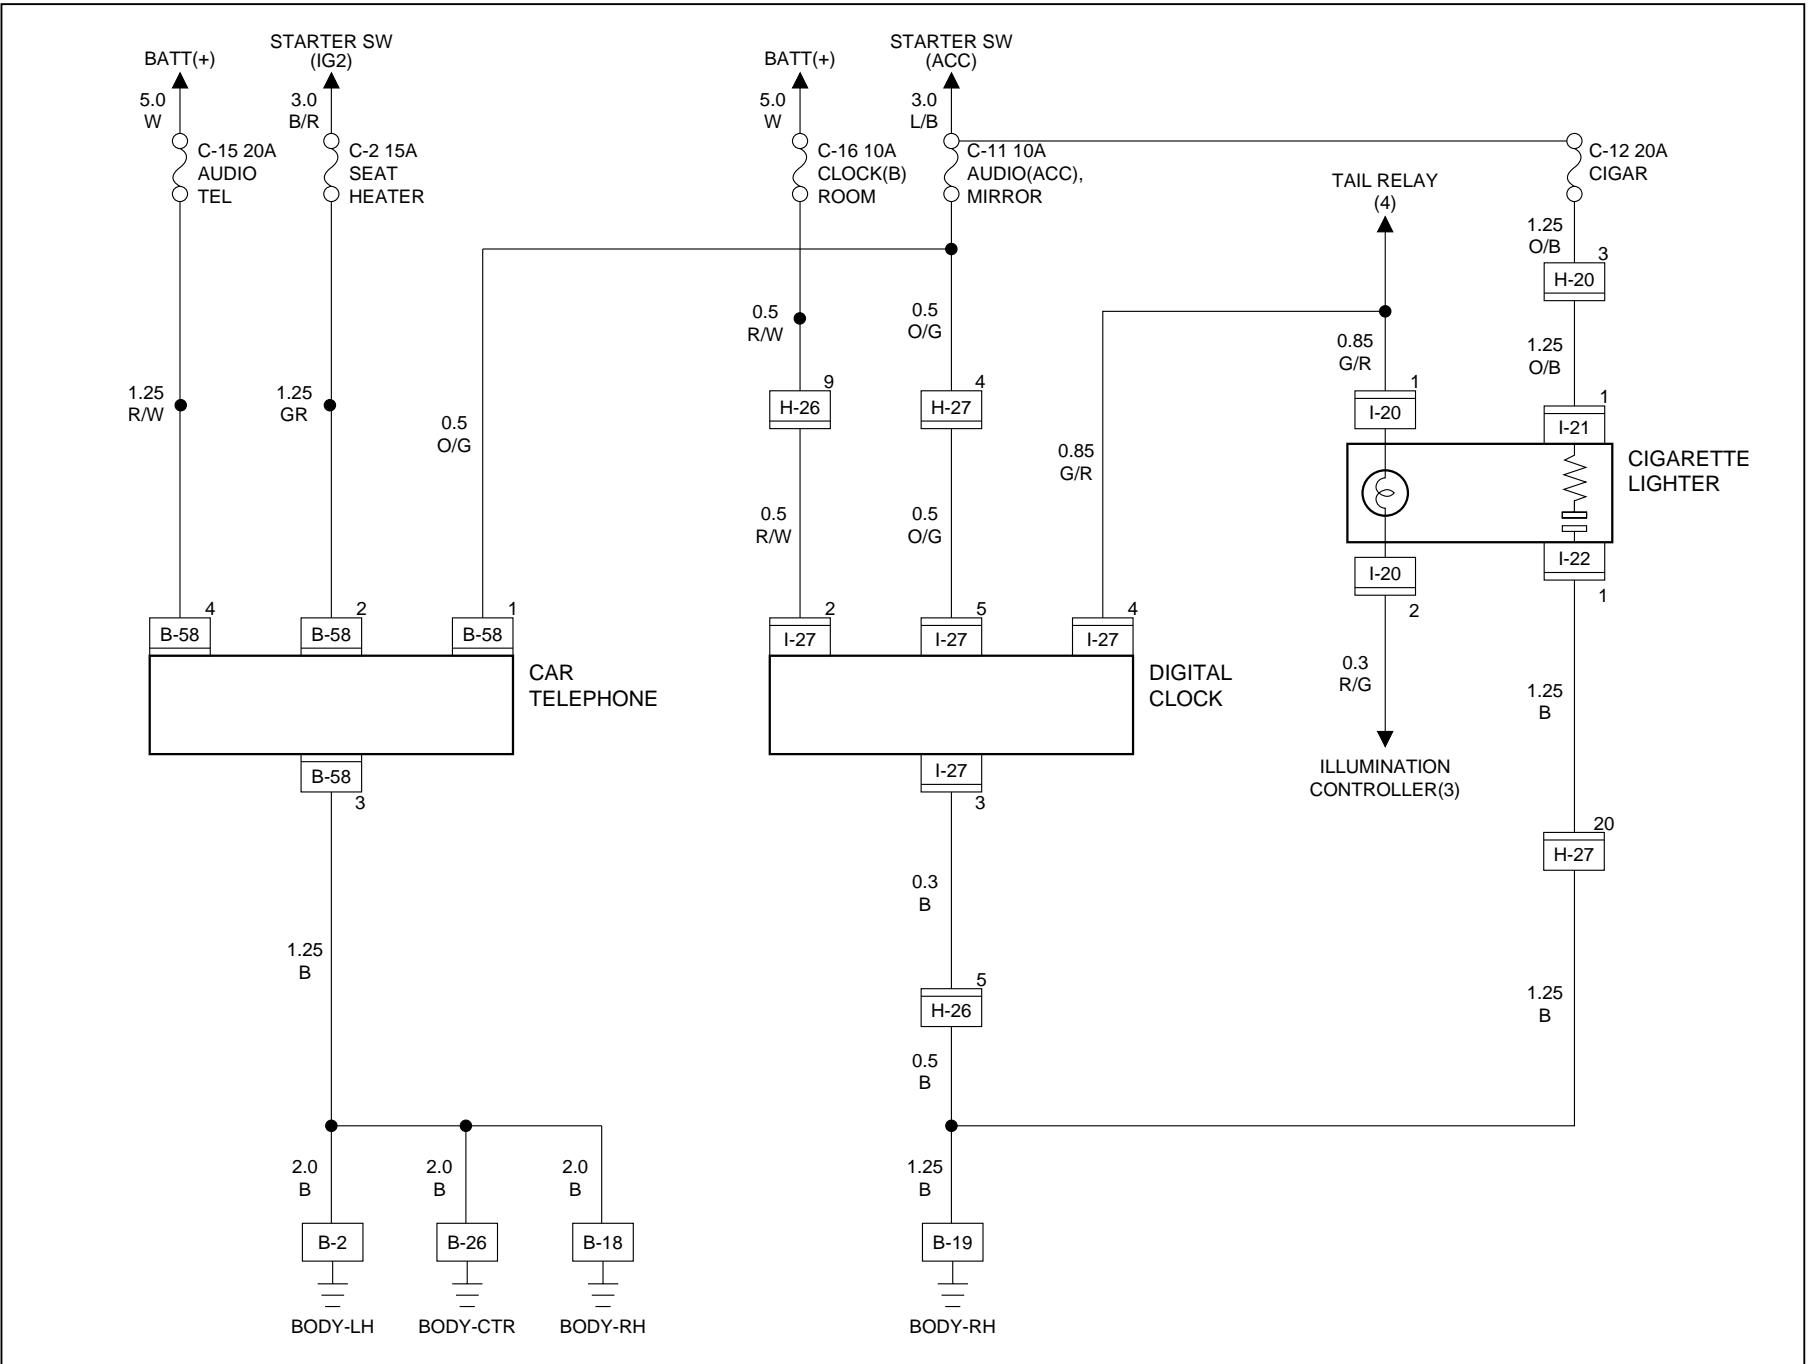 BATT(+)
STARTER SW
(IG2)
BATT(+)
STARTER SW
(ACC)
5.0
W
3.0
B/R
5.0
W
3.0
L/B
C-15 20A
AUDIO
TEL
C-2 15A
SEAT
HEATER
C-16 10A
CLOCK(B)
ROOM
C-11 10A
AUDIO(ACC),
MIRROR
C-12 20A
CIGAR
TAIL RELAY
(4)
1.25
O/B
3
H-20
0.5
R/W
0.5
O/G
0.85
G/R
1.25
O/B
1.25
R/W
1.25
GR
0.5
O/G
9
H-26
4
H-27
1
I-20
1
I-21
0.85
G/R
CIGARETTE
LIGHTER
0.5
R/W
0.5
O/G
I-20
2
I-22
1
4
B-58
2
B-58
1
B-58
2
I-27
5
I-27
4
I-27
CAR
TELEPHONE
DIGITAL
CLOCK
0.3
R/G
1.25
B
B-58
3
I-27
3
ILLUMINATION
CONTROLLER(3)
20
H-27
0.3
B
1.25
B
5
H-26
1.25
B
0.5
B
2.0
B
2.0
B
2.0
B
1.25
B
B-2
B-26
B-18
B-19
BODY-LH
BODY-CTR
BODY-RH
BODY-RH